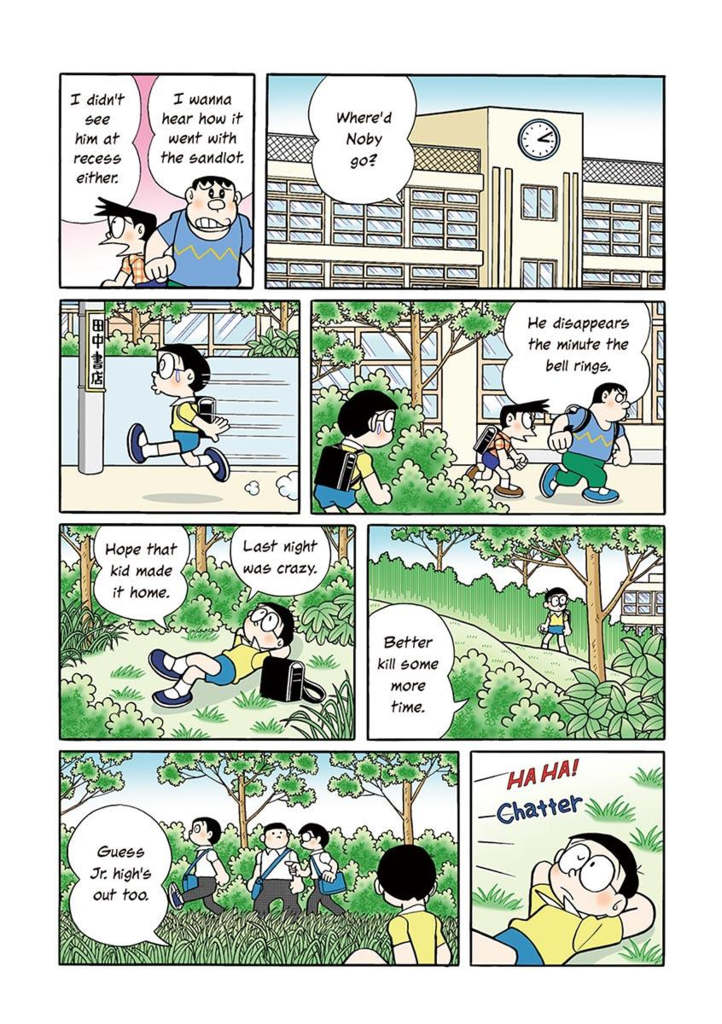 Where'd
Noby
go?
I wanna
hear how it
went with
the sandlot.
I didn't
see
him at
recess
either.
He disappears
the minute the
bell rings.
田中書店
Better
kill some
more
time.
Last night
was crazy.
Hope that
kid made
it home.
HA HA!
Chatter
Guess
Jr. high's
out too.